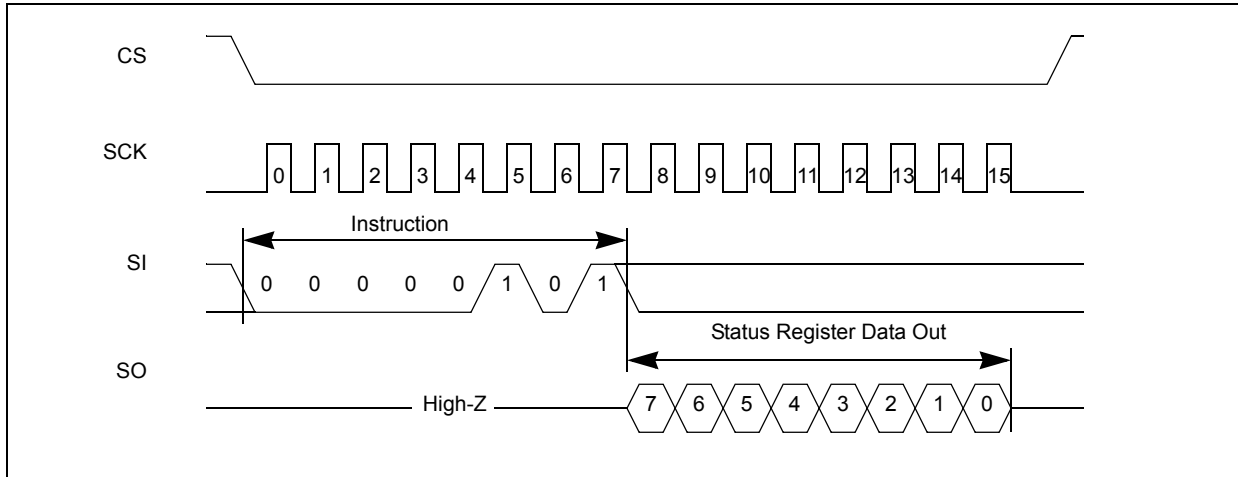 CS
SCK
0 1 2 3 4 5 6 7 8 9 10 11 12 13 14 15
Instruction
SI
0 0 0 0 0 1 0 1
Status Register Data Out
SO
High-Z
7 6 5 4 3 2 1 0